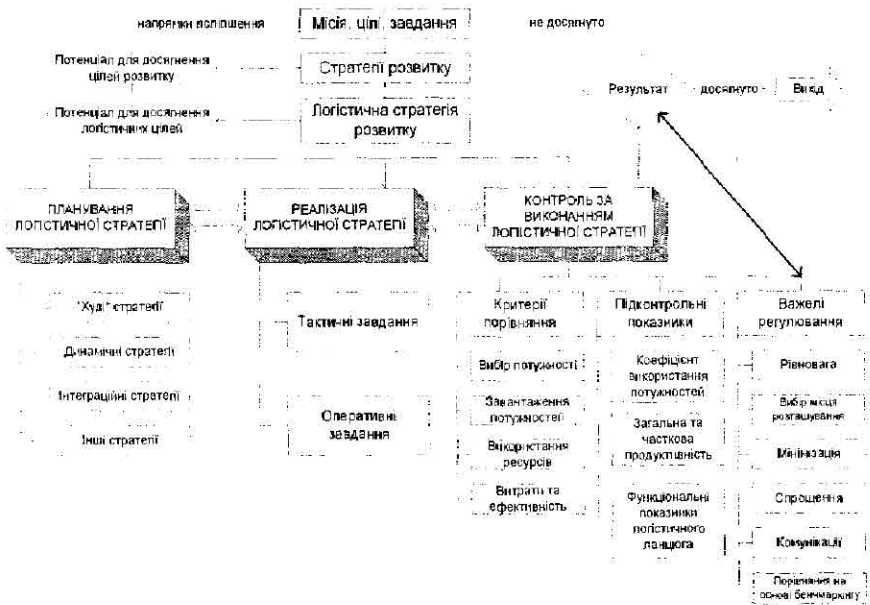 напрямки поліпшення
Місія, цілі, завдання
не досягнуто
Потенціал для досягнення
цілей розвитку
Стратегії розвитку
Результат
досягнуто
Вихід
Потенціал для досягнення
логістичних цілей
Логістична стратегія
розвитку
ПЛАНУВАННЯ
ЛОГІСТИЧНОЇ СТРАТЕГІЇ
РЕАЛІЗАЦІЯ
ЛОГІСТИЧНОЇ СТРАТЕГІЇ
КОНТРОЛЬ ЗА
ВИКОНАННЯМ
ЛОГІСТИЧНОЇ СТРАТЕГІЇ
"Худі" стратегії
Динамічні стратегії
Інтеграційні стратегії
Інші стратегії
Тактичні завдання
Оперативні
завдання
Критерії
порівняння
Вибір потужності
Завантаження
потужностей
Використання
ресурсів
Витрати та
ефективність
Підконтрольні
показники
Коефіцієнт
використання
потужностей
Загальна та
часткова
продуктивність
Функціональні
показники
логістичного
ланцюга
Важелі
регулювання
Рівновага
Вибір місця
розташування
Мінімізація
Спрощення
Комунікації
Порівняння на
основі бенчмаркінгу